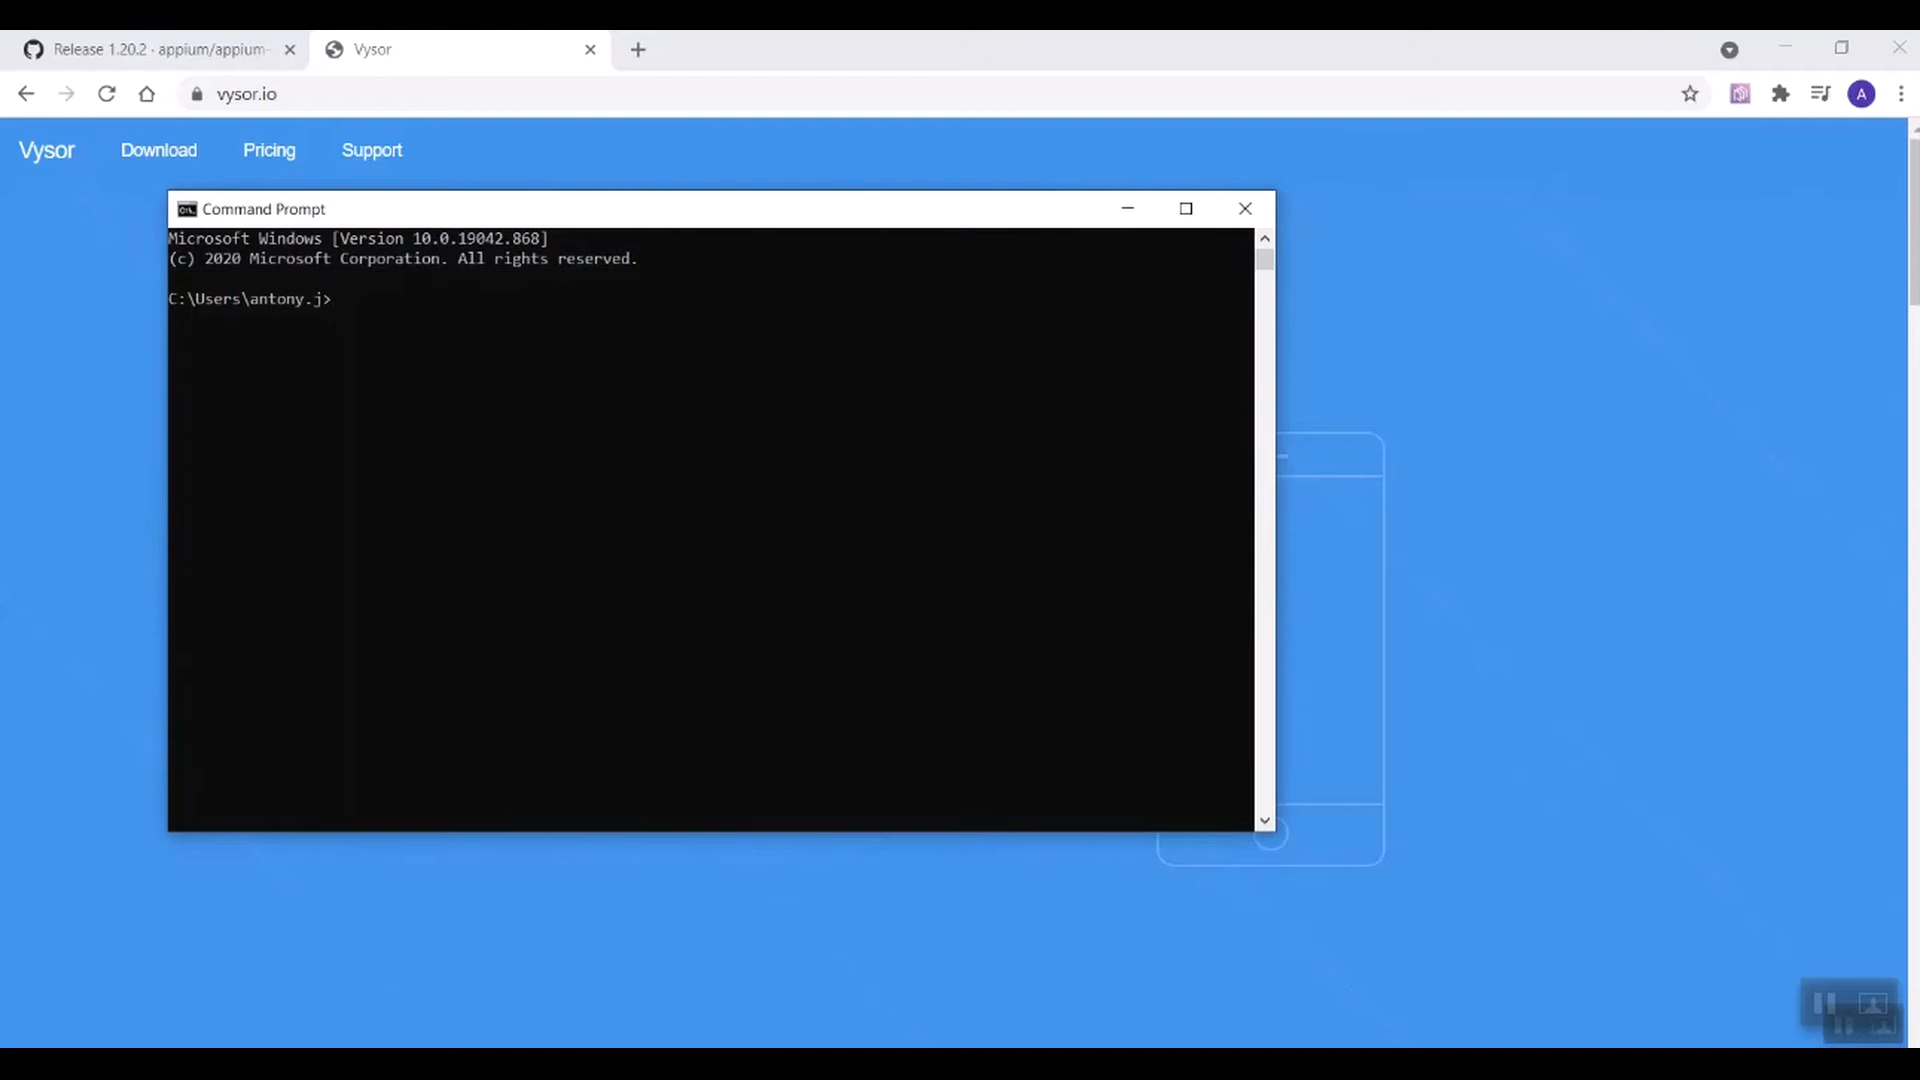 Release 1.20.2 · appium/appium-
Vysor
vysor.io
A
Vysor
Download
Pricing
Support
Command Prompt
Microsoft Windows [Version 10.0.19042.868]
(c) 2020 Microsoft Corporation. All rights reserved.
C:\Users\antony.j>